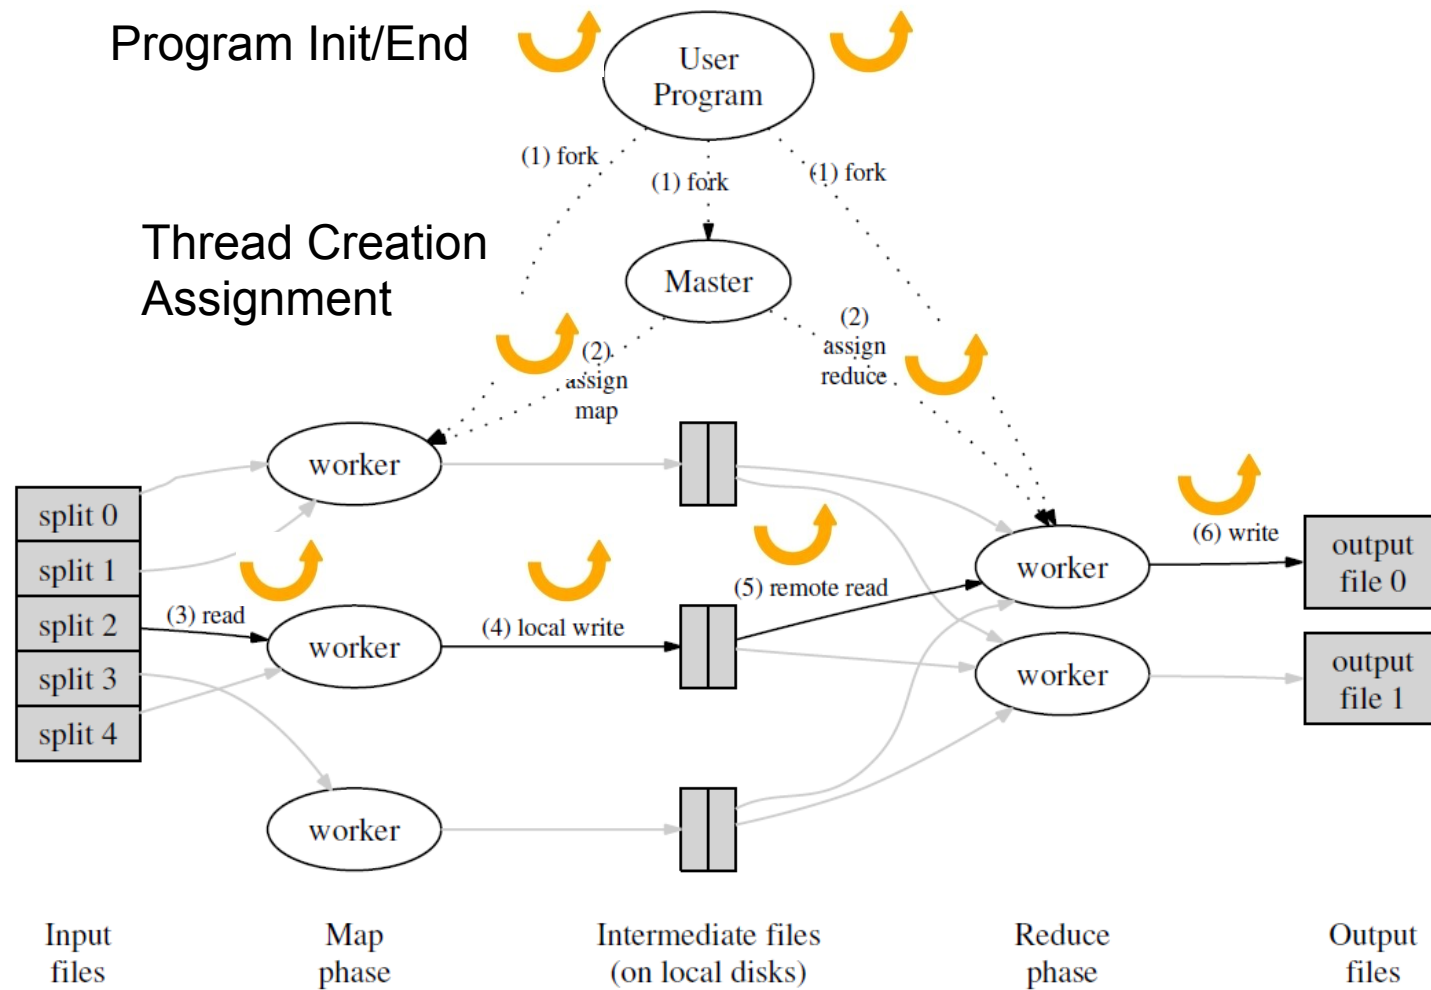 Program Init/End
User
Program
(1) fork
(1) fork
(1) fork
Thread Creation
Assignment
Master
(2)
assign
map
(2)
assign
reduce
worker
split 0
split 1
split 2
split 3
split 4
(3) read
worker
(4) local write
(5) remote read
worker
(6) write
output
file 0
worker
output
file 1
worker
Input
files
Map
phase
Intermediate files
(on local disks)
Reduce
phase
Output
files